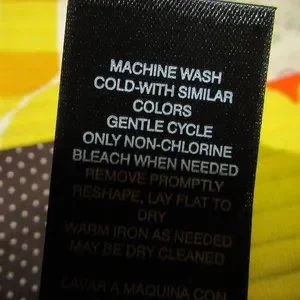 MACHINE WASH
COLD-WITH SIMILAR
COLORS
GENTLE CYCLE
ONLY NON-CHLORINE
BLEACH WHEN NEEDED
REMOVE PROMPTLY
RESHAPE, LAY FLAT TO
DRY
WARM IRON AS NEEDED
MAY BE DRY CLEANED
LAVAR A MAQUINA CON